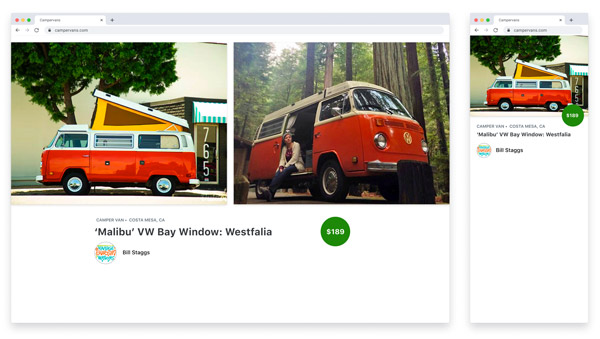 Campervans
campervans.com
765
CAMPER VAN • COSTA MESA, CA
‘Malibu’ VW Bay Window: Westfalia
$189
Bill Staggs
Campervans
campervans.com
765
$189
CAMPER VAN • COSTA MESA, CA
‘Malibu’ VW Bay Window: Westfalia
Bill Staggs